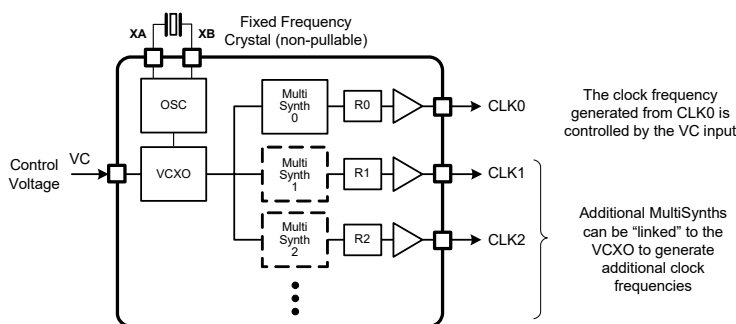 Fixed Frequency
Crystal (non-pullable)
XA
XB
OSC
Control
Voltage
VC
VCXO
Multi
Synth
0
R0
CLK0
Multi
Synth
1
R1
CLK1
Multi
Synth
2
R2
CLK2
The clock frequency
generated from CLK0 is
controlled by the VC input
Additional MultiSynths
can be “linked” to the
VCXO to generate
additional clock
frequencies